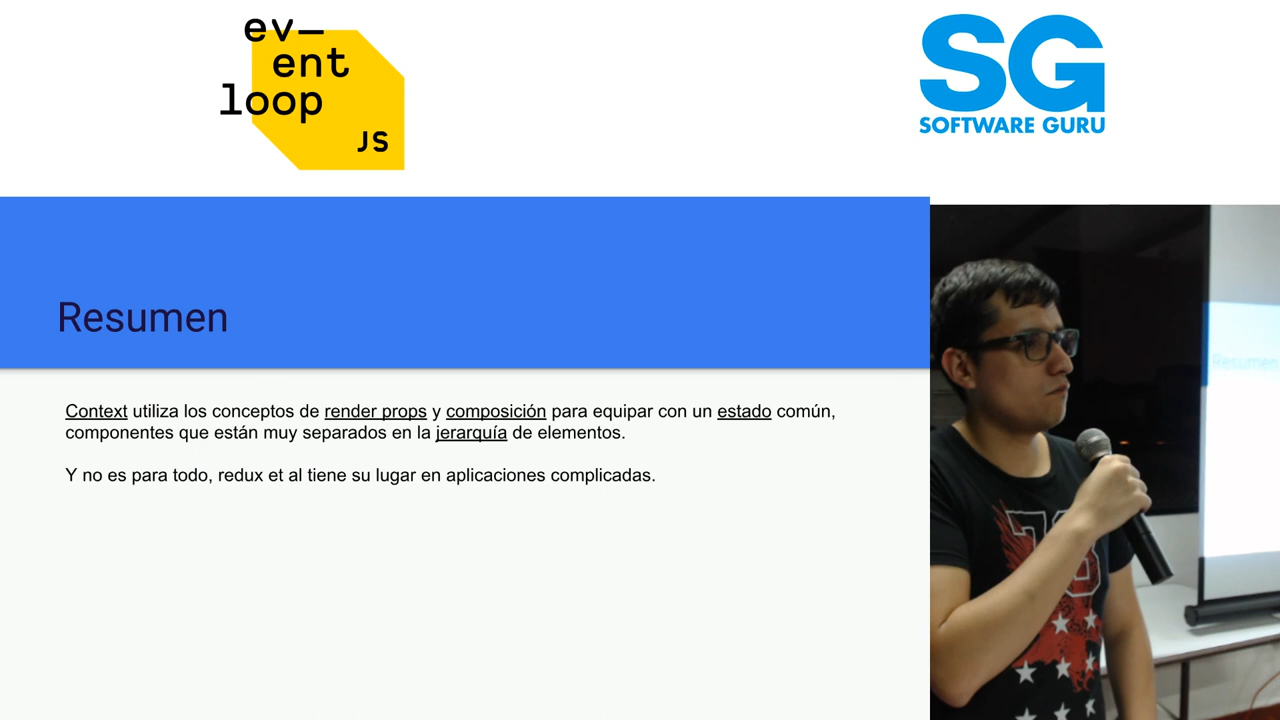 ev—
ent
loop
JS
SG
SOFTWARE GURU
Resumen
Context utiliza los conceptos de render props y composición para equipar con un estado común,
componentes que están muy separados en la jerarquía de elementos.
Y no es para todo, redux et al tiene su lugar en aplicaciones complicadas.
Resumen